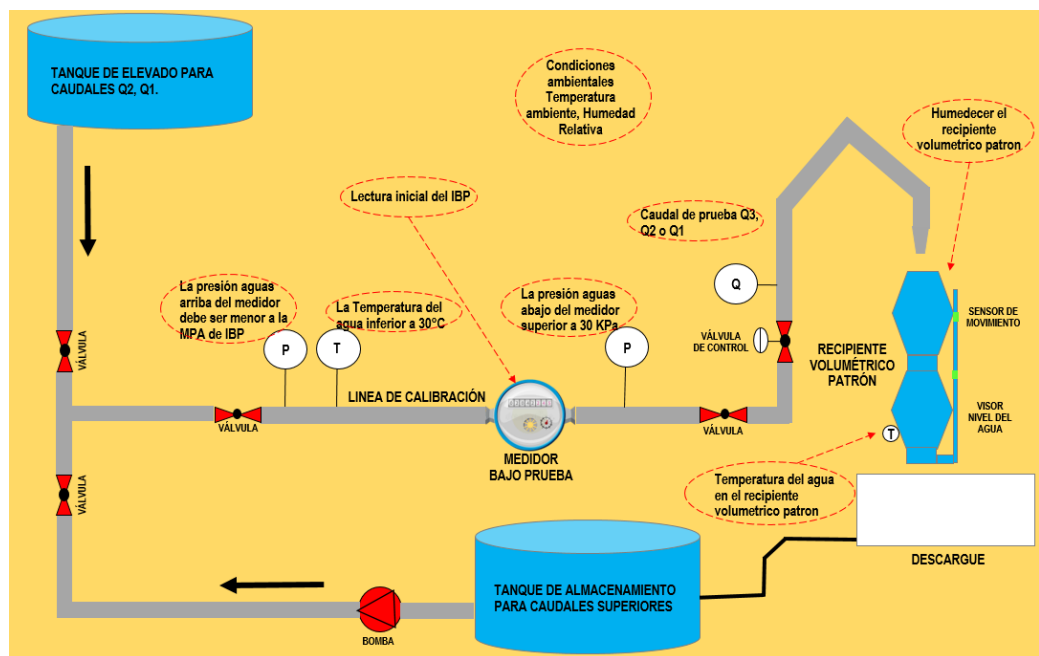 TANQUE DE ELEVADO PARA
CAUDALES Q2, Q1.
Condiciones
ambientales
Temperatura
ambiente, Humedad
Relativa
Humedecer el
recipiente
volumetrico patron
Lectura inicial del IBP
Caudal de prueba Q3,
Q2 o Q1
La presión aguas
arriba del medidor
debe ser menor a la
MPA de IBP
La Temperatura del
agua inferior a 30°C
La presión aguas
abajo del medidor
superior a 30 KPa
Q
SENSOR DE
MOVIMIENTO
VÁLVULA
VÁLVULA
DE CONTROL
P
T
P
RECIPIENTE
VOLUMÉTRICO
PATRÓN
LINEA DE CALIBRACIÓN
VÁLVULA
VÁLVULA
VISOR
NIVEL DEL
AGUA
T
MEDIDOR
BAJO PRUEBA
VÁLVULA
Temperatura del agua
en el recipiente
volumetrico patron
DESCARGUE
TANQUE DE ALMACENAMIENTO
PARA CAUDALES SUPERIORES
BOMBA